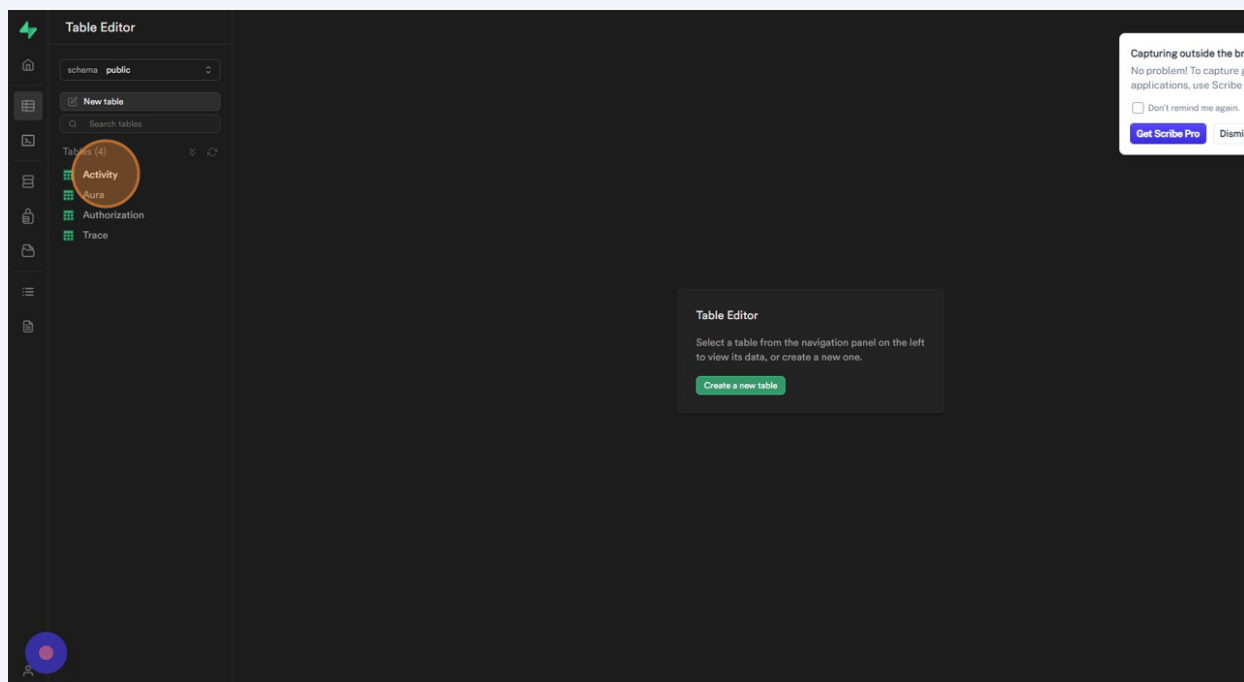 Table Editor
schema public
New table
Search tables
Tables (4)
Activity
Aura
Authorization
Trace
Table Editor
Select a table from the navigation panel on the left
to view its data, or create a new one.
Create a new table
Capturing outside the br
No problem! To capture
applications, use Scribe
Don't remind me again.
Get Scribe Pro
Dismi